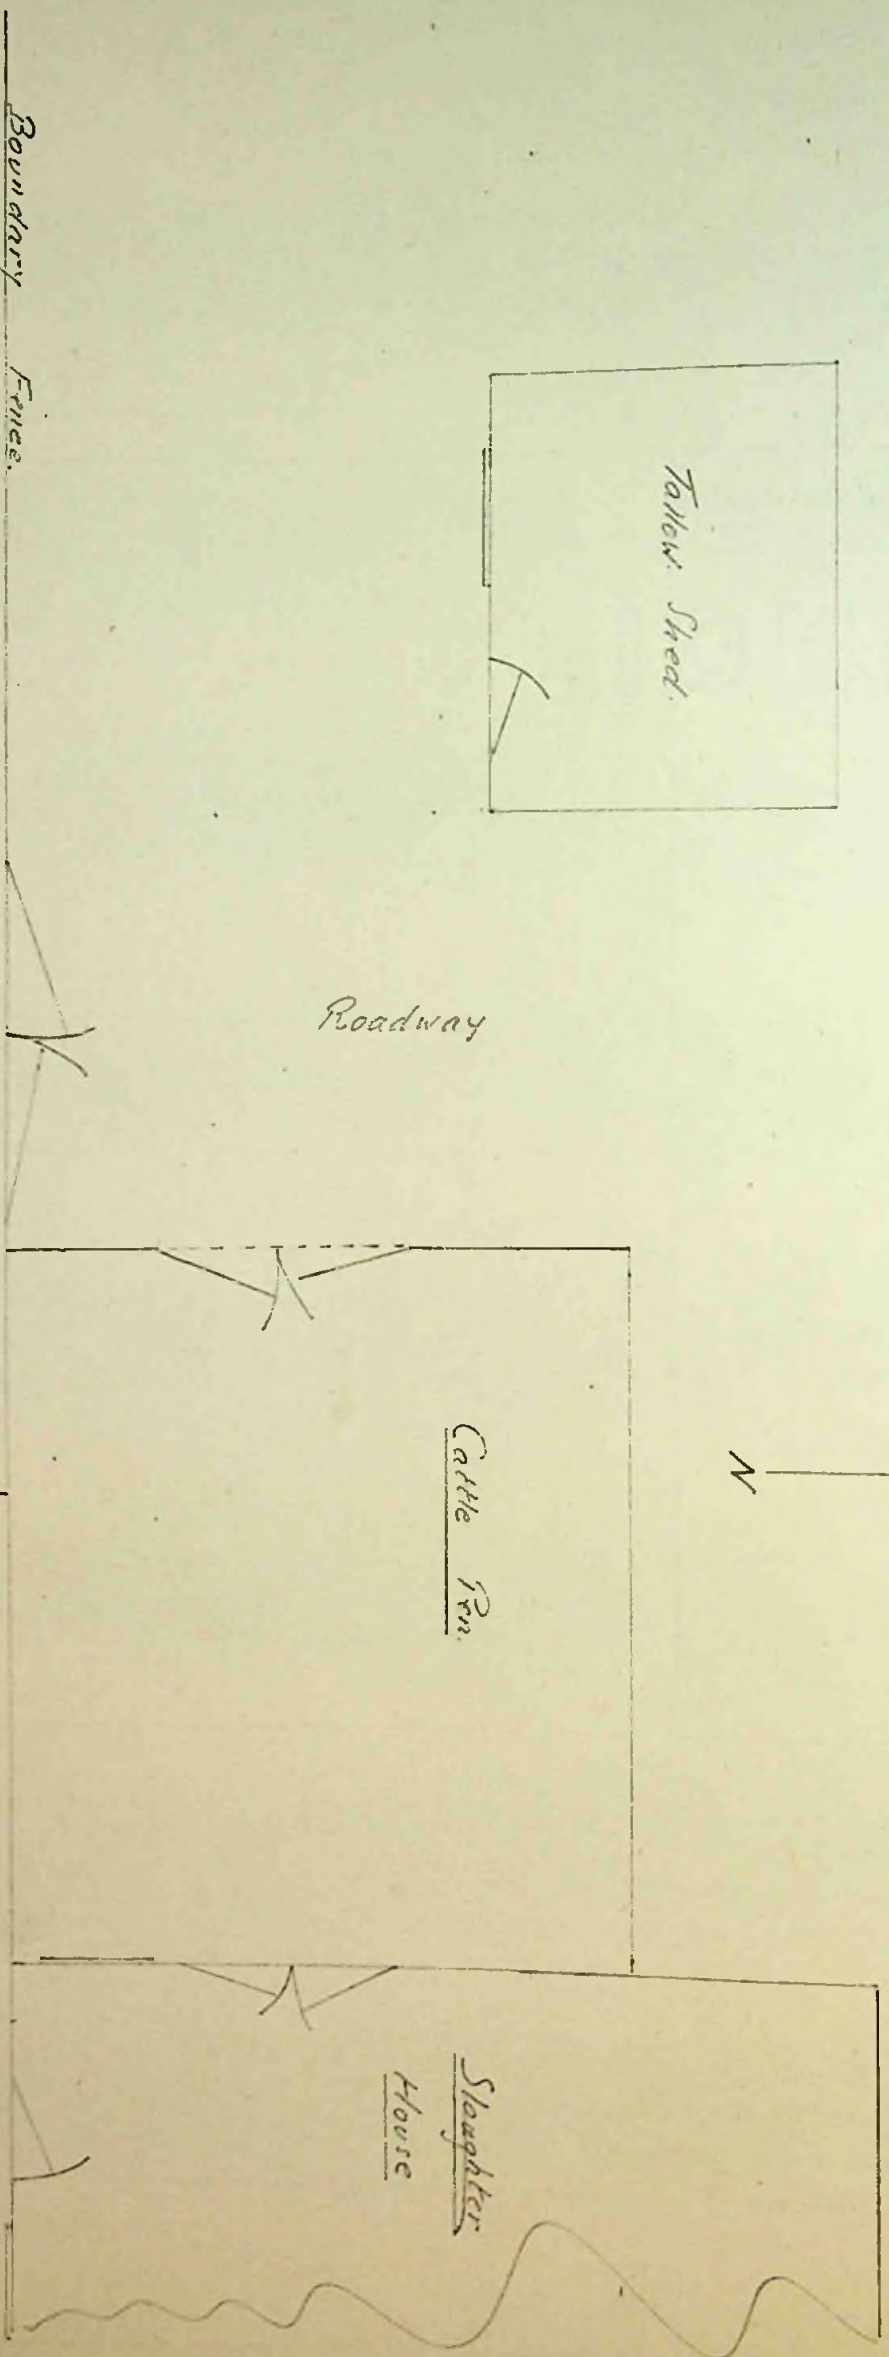 Boundary Fence.
Tallow. Shed.
Roadway
N
Cattle Pen.
Slaughter
House